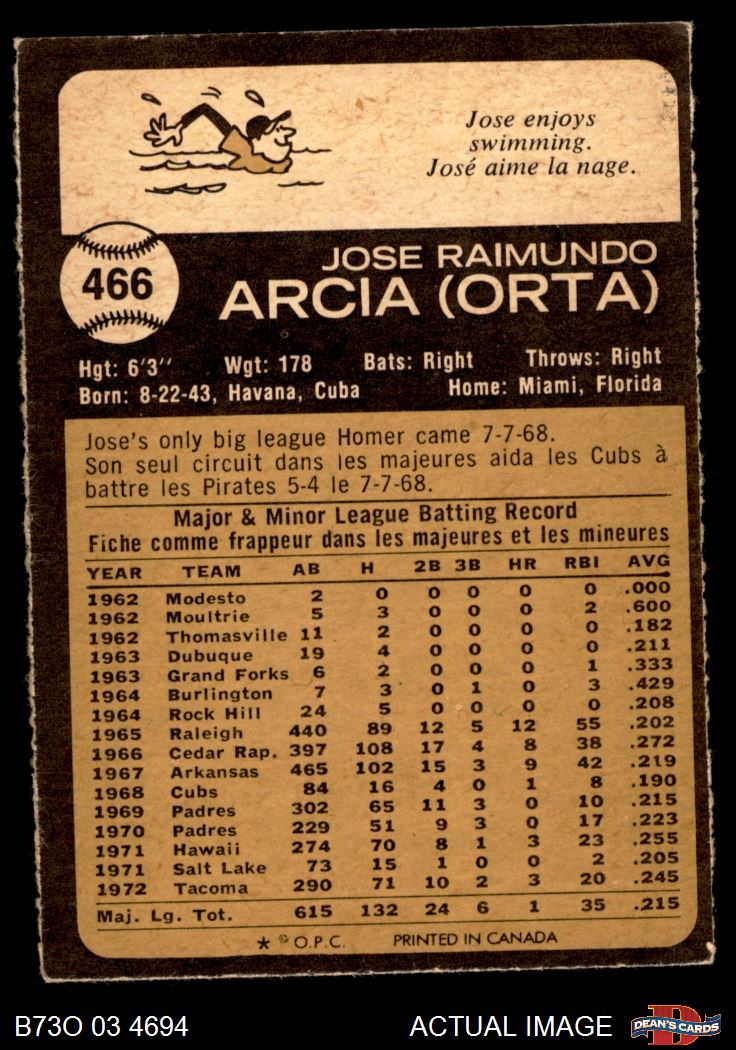 Jose enjoys
swimming.
José aime la nage.
466
JOSE RAIMUNDO
ARCIA (ORTA)
Hgt: 6'3" Wgt: 178 Bats: Right Throws: Right
Born: 8-22-43, Havana, Cuba Home: Miami, Florida
Jose's only big league Homer came 7-7-68.
Son seul circuit dans les majeures aida les Cubs à
battre les Pirates 5-4 le 7-7-68.
Major & Minor League Batting Record
Fiche comme frappeur dans les majeures et les mineures
YEAR TEAM AB H 2B 3B HR RBI AVG
1962 Modesto 2 0 0 0 0 0 .000
1962 Moultrie 5 3 0 0 0 2 .600
1962 Thomasville 11 2 0 0 0 0 .182
1963 Dubuque 19 4 0 0 0 0 .211
1963 Grand Forks 6 2 0 0 0 1 .333
1964 Burlington 7 3 0 1 0 3 .429
1964 Rock Hill 24 5 0 0 0 0 .208
1965 Raleigh 440 89 12 5 12 55 .202
1966 Cedar Rap. 397 108 17 4 8 38 .272
1967 Arkansas 465 102 15 3 9 42 .219
1968 Cubs 84 16 4 0 1 8 .190
1969 Padres 302 65 11 3 0 10 .215
1970 Padres 229 51 9 3 0 17 .223
1971 Hawaii 274 70 8 1 3 23 .255
1971 Salt Lake 73 15 1 0 0 2 .205
1972 Tacoma 290 71 10 2 3 20 .245
Maj. Lg. Tot. 615 132 24 6 1 35 .215
★ © O.P.C. PRINTED IN CANADA
B73O 03 4694 ACTUAL IMAGE DEAN'S CARDS